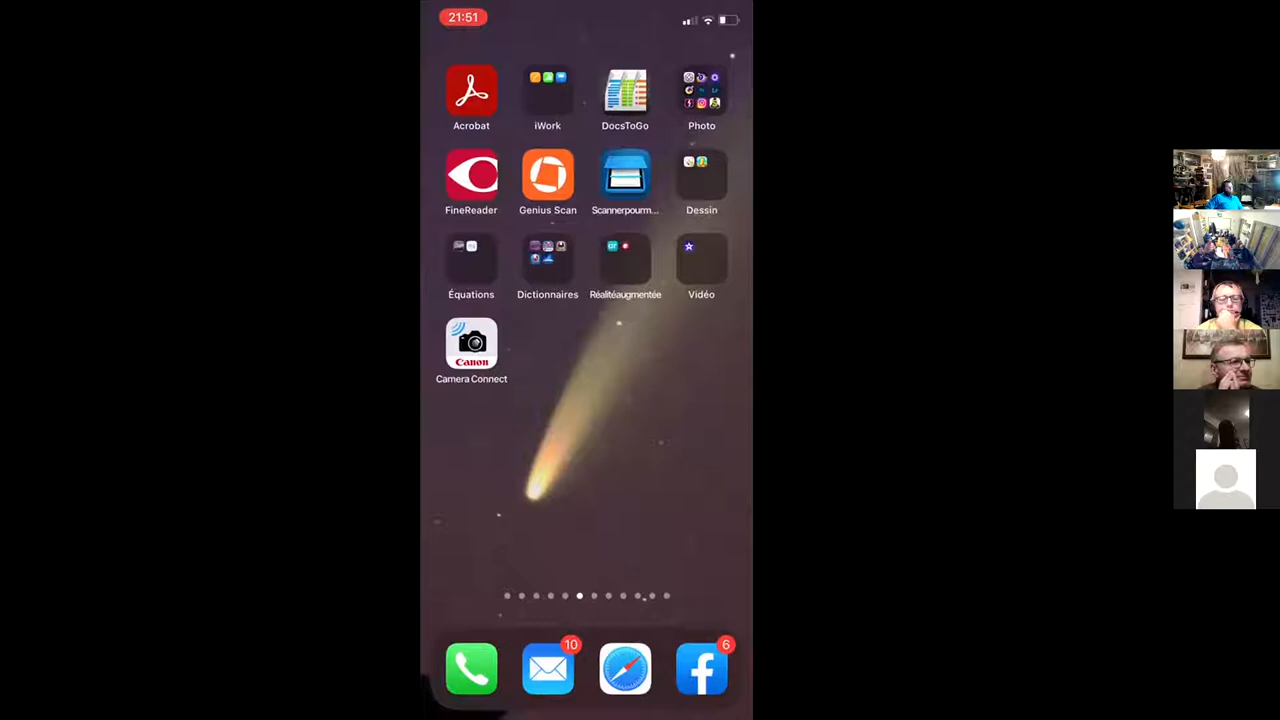 21:51
Acrobat iWork DocsToGo Photo
FineReader Genius Scan Scannerpourm... Dessin
Équations Dictionnaires Réalitéaugmentée Vidéo
Canon
Camera Connect
10 6